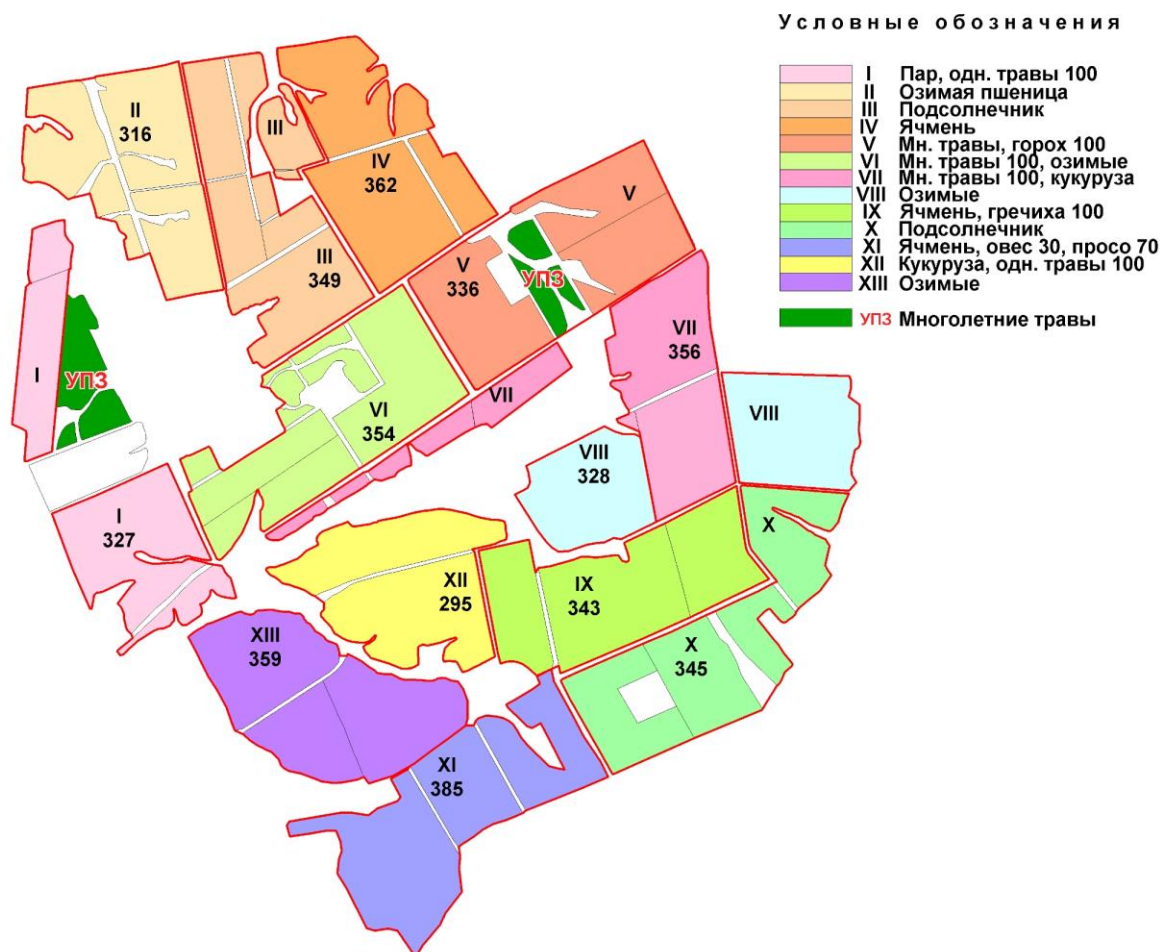 Условные обозначения
I Пар, одн. травы 100
II Озимая пшеница
III Подсолнечник
IV Ячмень
V Мн. травы, горох 100
VI Мн. травы 100, озимые
VII Мн. травы 100, кукуруза
VIII Озимые
IX Ячмень, гречиха 100
X Подсолнечник
XI Ячмень, овес 30, просо 70
XII Кукуруза, одн. травы 100
XIII Озимые
УПЗ Многолетние травы
II
316
III
IV
362
V
III
349
V
336
УПЗ
VII
356
I
УПЗ
VI
354
VII
VIII
VIII
328
I
327
X
XII
295
IX
343
XIII
359
X
345
XI
385